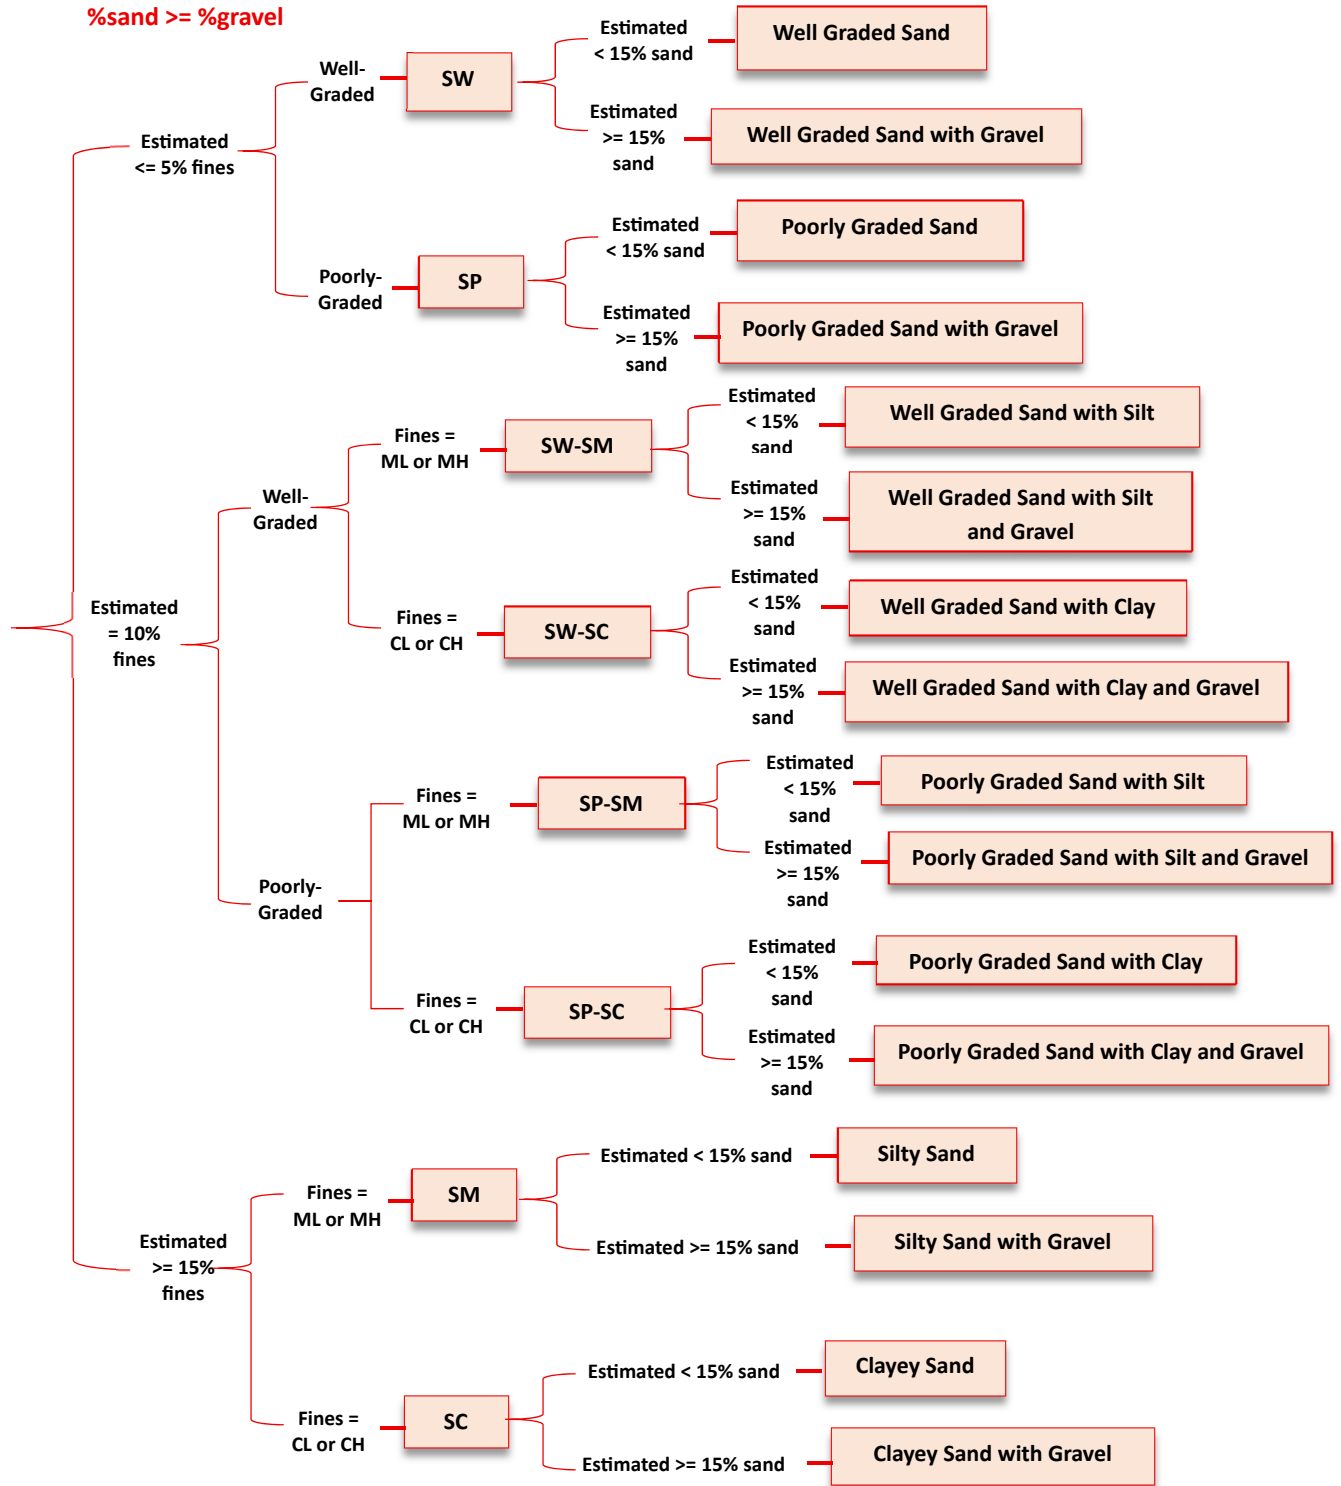 %sand >= %gravel
Estimated
<= 5% fines
Well-
Graded
SW
Estimated
< 15% sand
Well Graded Sand
Estimated
>= 15%
sand
Well Graded Sand with Gravel
Poorly-
Graded
SP
Estimated
< 15% sand
Poorly Graded Sand
Estimated
>= 15%
sand
Poorly Graded Sand with Gravel
Estimated
= 10%
fines
Well-
Graded
Fines =
ML or MH
SW-SM
Estimated
< 15%
sand
Well Graded Sand with Silt
Estimated
>= 15%
sand
Well Graded Sand with Silt
and Gravel
Fines =
CL or CH
SW-SC
Estimated
< 15%
sand
Well Graded Sand with Clay
Estimated
>= 15%
sand
Well Graded Sand with Clay and Gravel
Poorly-
Graded
Fines =
ML or MH
SP-SM
Estimated
< 15%
sand
Poorly Graded Sand with Silt
Estimated
>= 15%
sand
Poorly Graded Sand with Silt and Gravel
Fines =
CL or CH
SP-SC
Estimated
< 15%
sand
Poorly Graded Sand with Clay
Estimated
>= 15%
sand
Poorly Graded Sand with Clay and Gravel
Estimated
>= 15%
fines
Fines =
ML or MH
SM
Estimated < 15% sand
Silty Sand
Estimated >= 15% sand
Silty Sand with Gravel
Fines =
CL or CH
SC
Estimated < 15% sand
Clayey Sand
Estimated >= 15% sand
Clayey Sand with Gravel